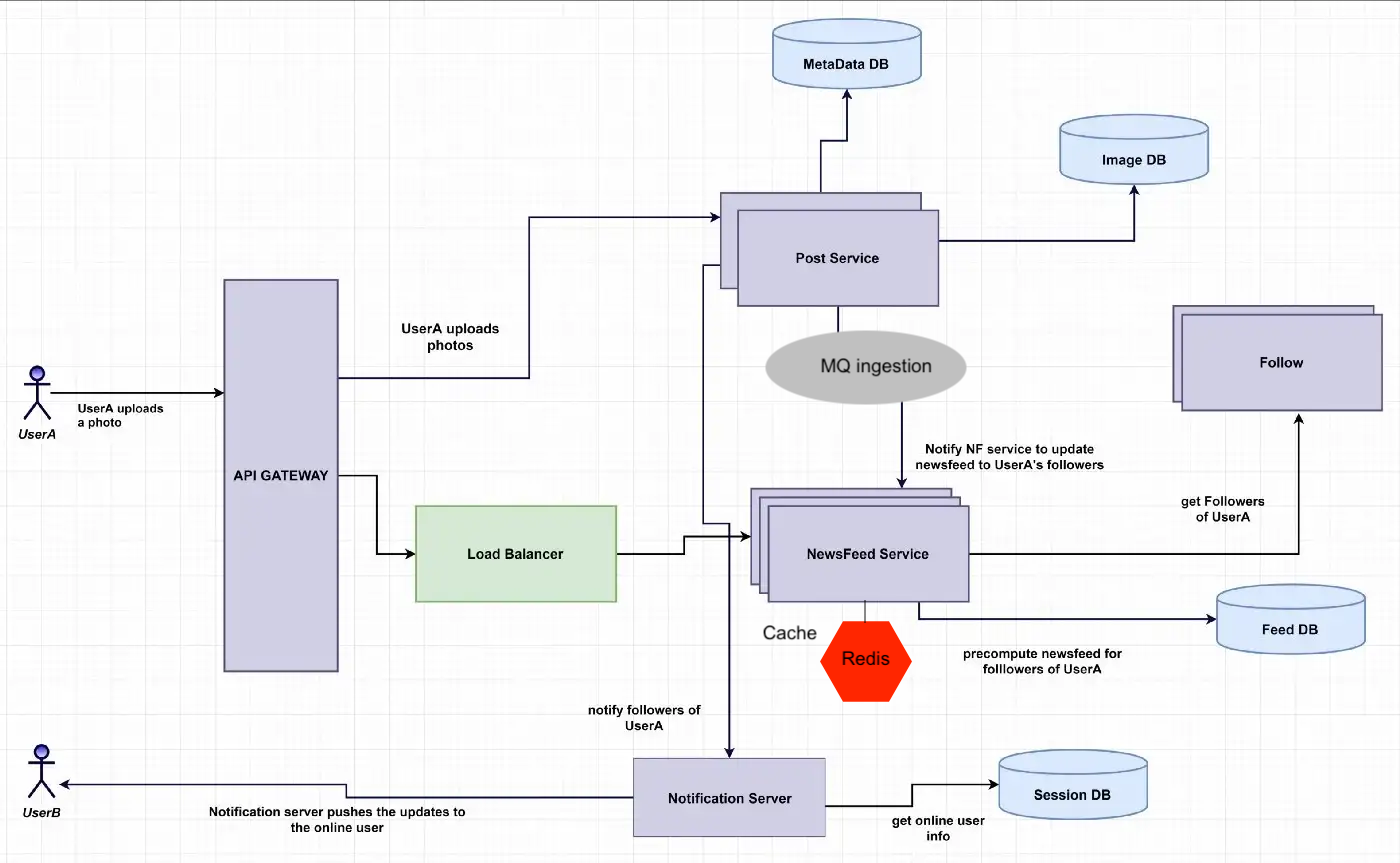 MetaData DB
Image DB
Post Service
UserA uploads
photos
MQ ingestion
Follow
UserA uploads
a photo
UserA
Notify NF service to update
newsfeed to UserA's followers
API GATEWAY
get Followers
of UserA
Load Balancer
NewsFeed Service
Feed DB
Cache
Redis
precompute newsfeed for
folllowers of UserA
notify followers of
UserA
Notification Server
Session DB
UserB
Notification server pushes the updates to
the online user
get online user
info